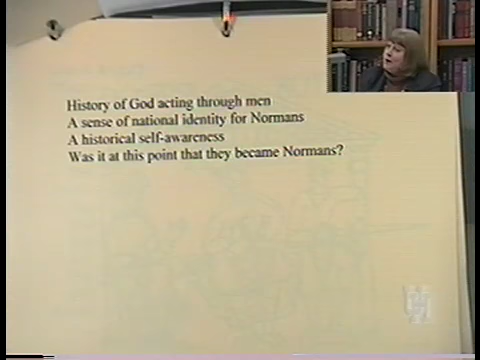 History of God acting through men
A sense of national identity for Normans
A historical self-awareness
Was it at this point that they became Normans?